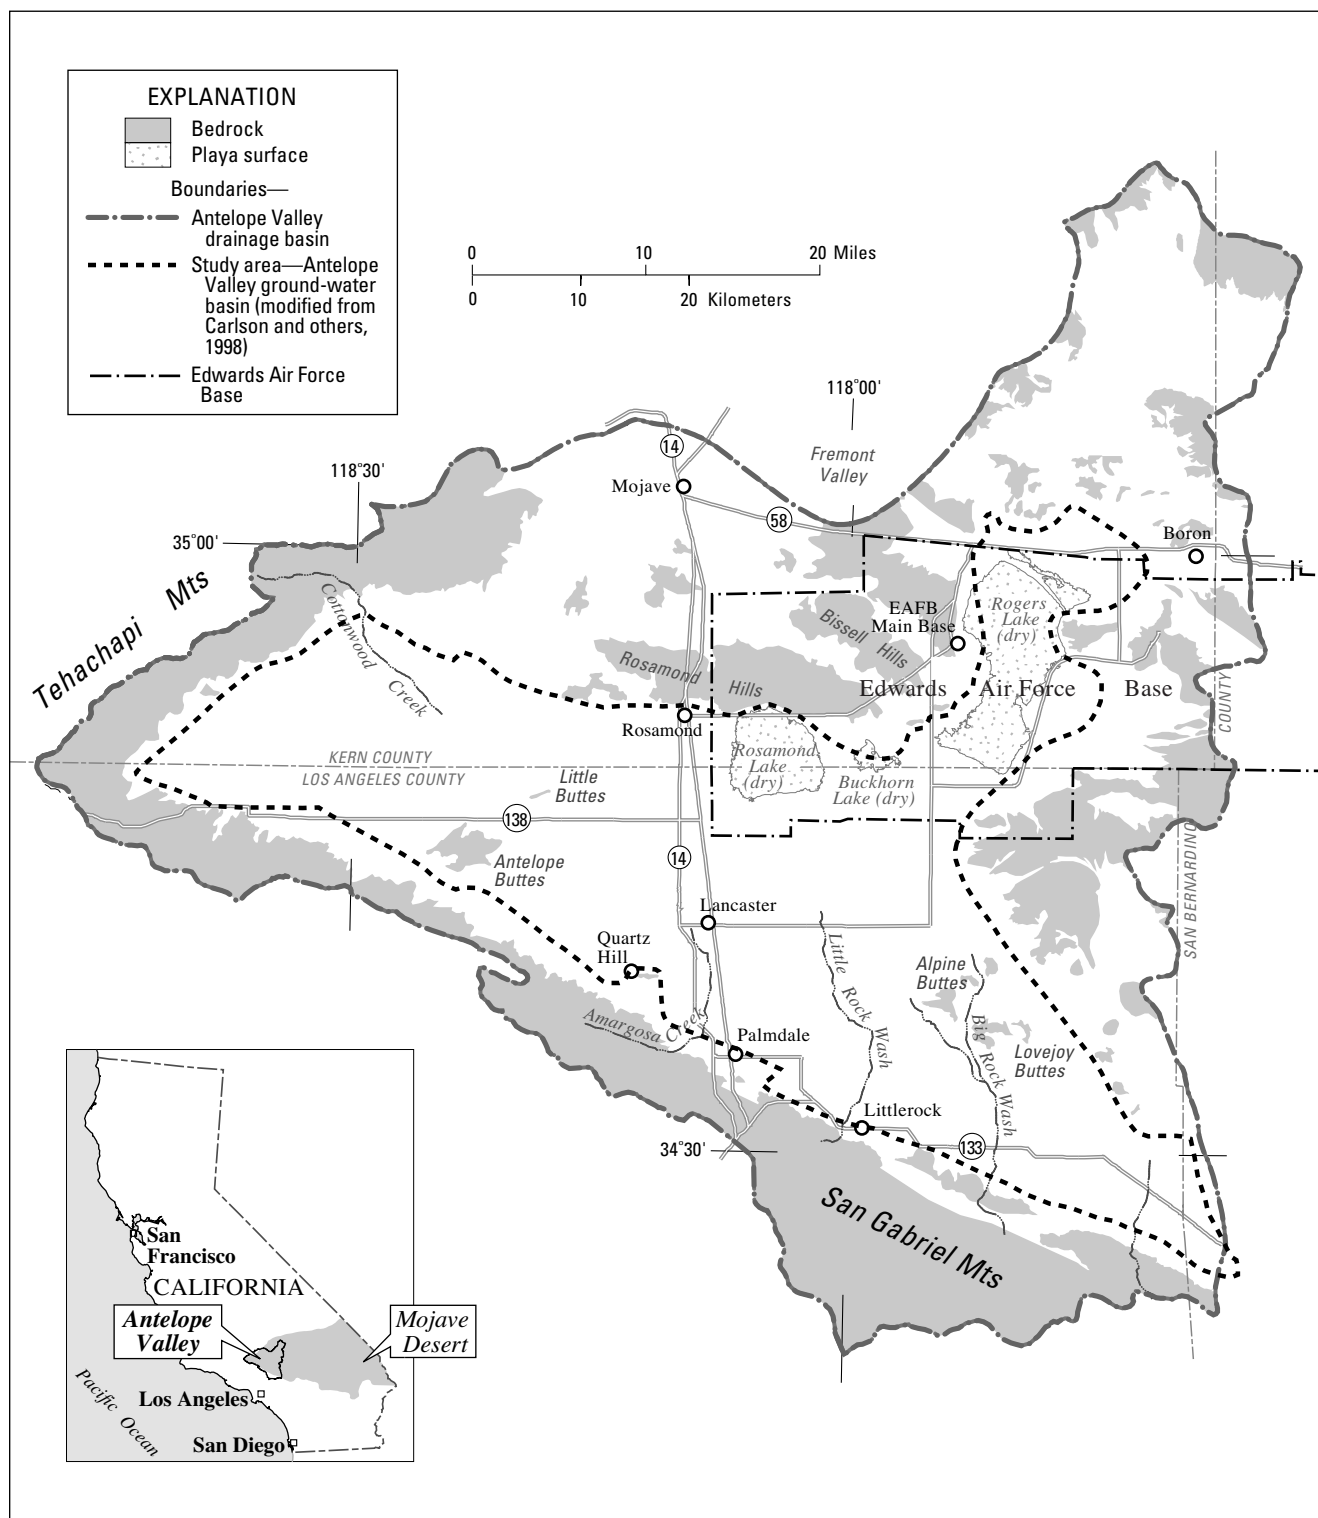 EXPLANATION
Bedrock
Playa surface
Boundaries—
Antelope Valley
drainage basin
Study area—Antelope
Valley ground-water
basin (modified from
Carlson and others,
1998)
Edwards Air Force
Base
0 10 20 Miles
0 10 20 Kilometers
118°00'
118°30'
35°00'
34°30'
14
Mojave
58
Fremont
Valley
Boron
Tehachapi Mts
Cottonwood
Creek
EAFB
Main Base
Rogers
Lake
(dry)
Bissell
Hills
Rosamond
Hills
Edwards Air Force Base
Rosamond
COUNTY
KERN COUNTY
LOS ANGELES COUNTY
Little
Buttes
Rosamond
Lake
(dry)
Buckhorn
Lake (dry)
138
14
Antelope
Buttes
SAN BERNARDINO
Lancaster
Quartz
Hill
Little Rock Wash
Alpine
Buttes
Big Rock Wash
Amargosa Creek
Palmdale
Lovejoy
Buttes
Littlerock
133
San Gabriel Mts
San
Francisco
CALIFORNIA
Antelope
Valley
Mojave
Desert
Los Angeles
Pacific Ocean
San Diego